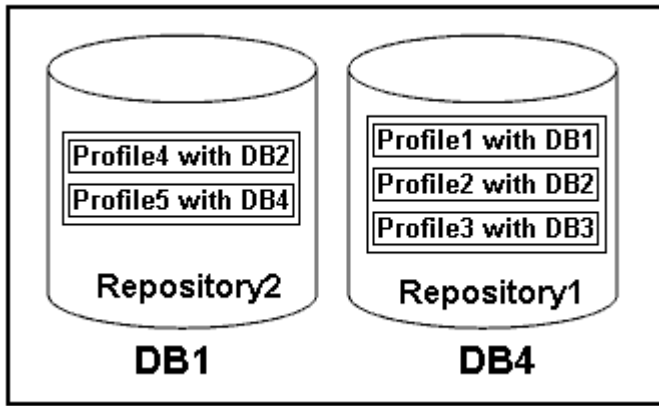 Profile4 with DB2
Profile5 with DB4
Repository2
DB1
Profile1 with DB1
Profile2 with DB2
Profile3 with DB3
Repository1
DB4